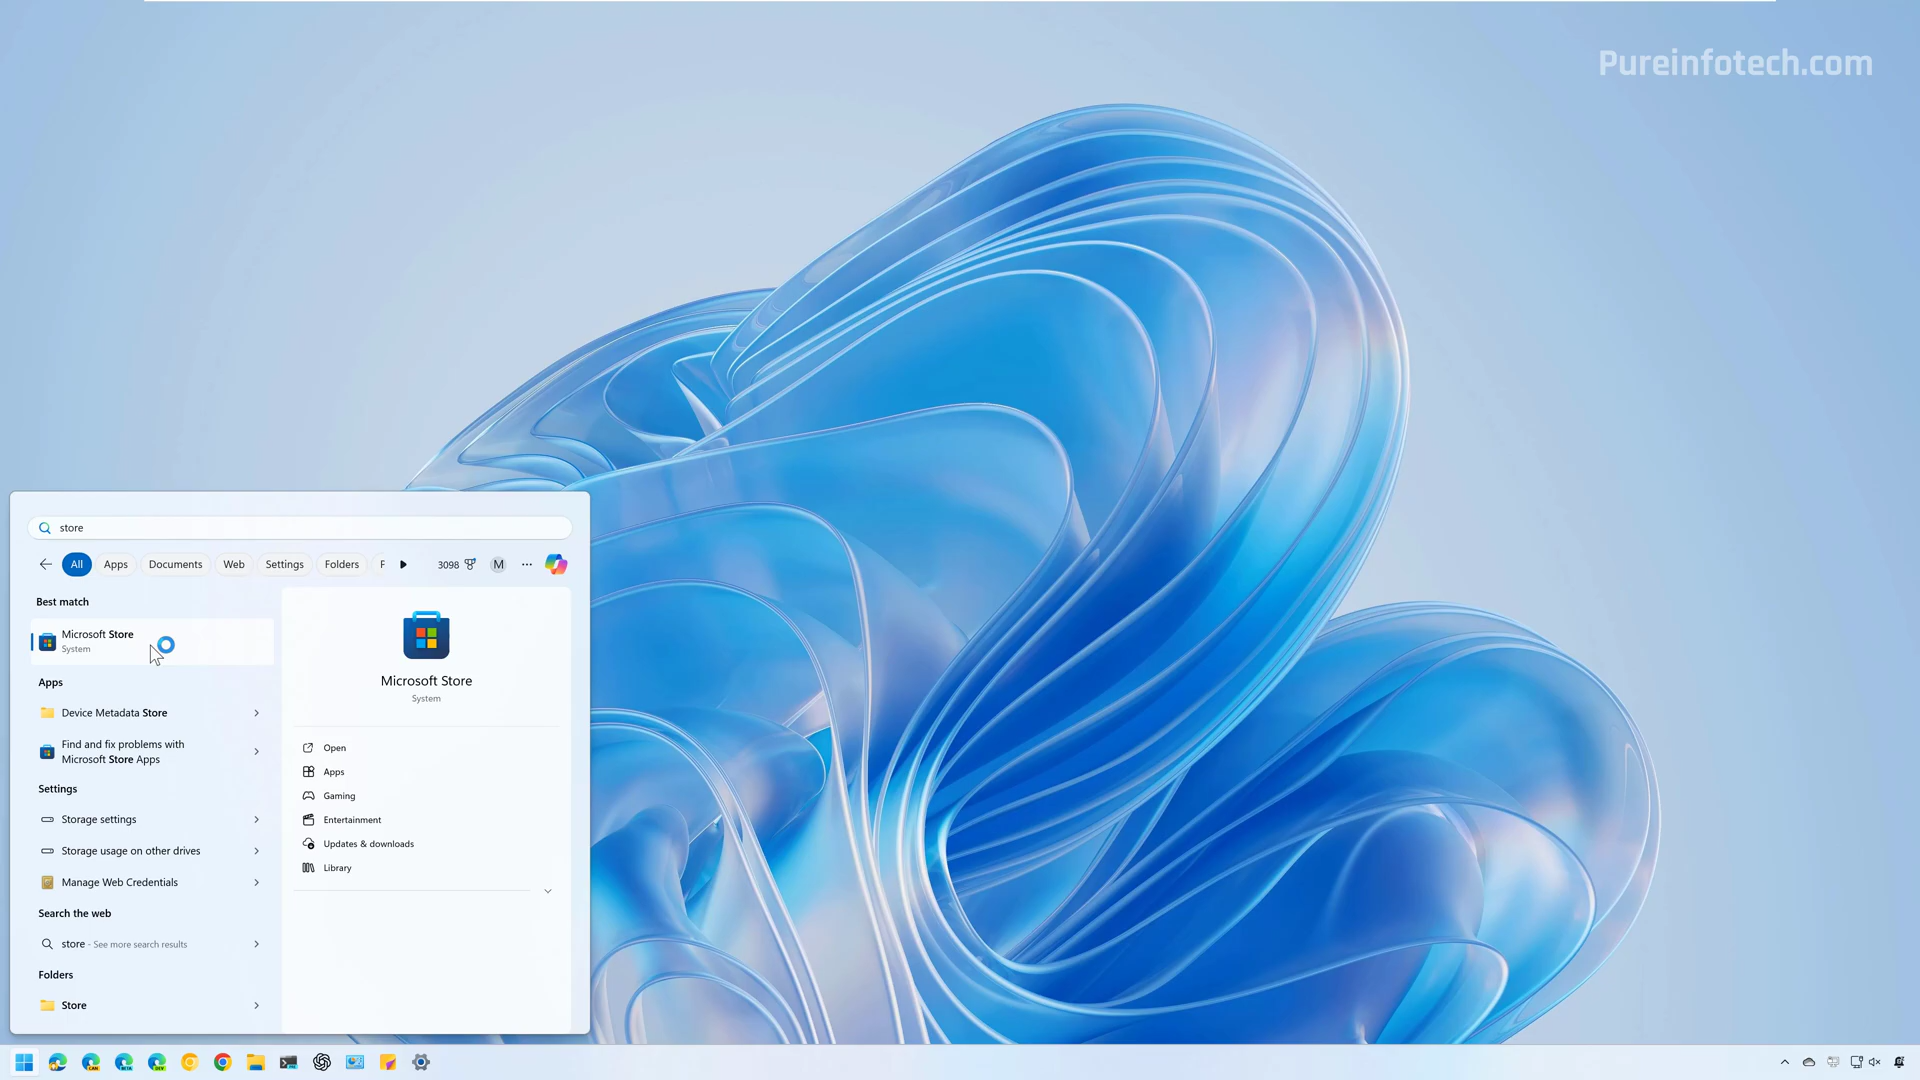 Pureinfotech.com
store
All Apps Documents Web Settings Folders F 3098 M
Best match
Microsoft Store
System
Apps
Device Metadata Store
Find and fix problems with
Microsoft Store Apps
Settings
Storage settings
Storage usage on other drives
Manage Web Credentials
Search the web
store - See more search results
Folders
Store
Microsoft Store
System
Open
Apps
Gaming
Entertainment
Updates & downloads
Library
CAN BETA DEV